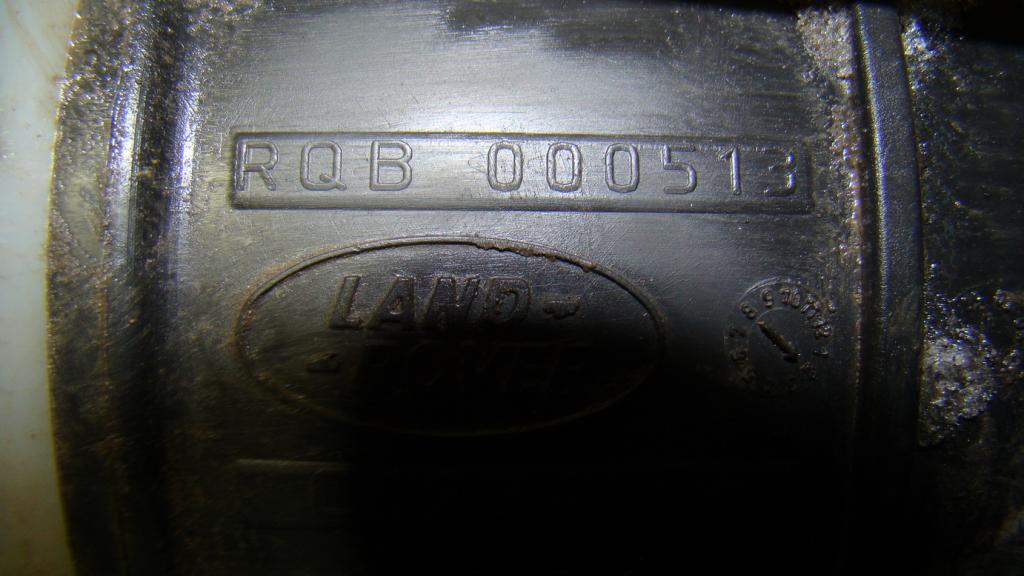 RQB 000513
LAND -
- ROVER